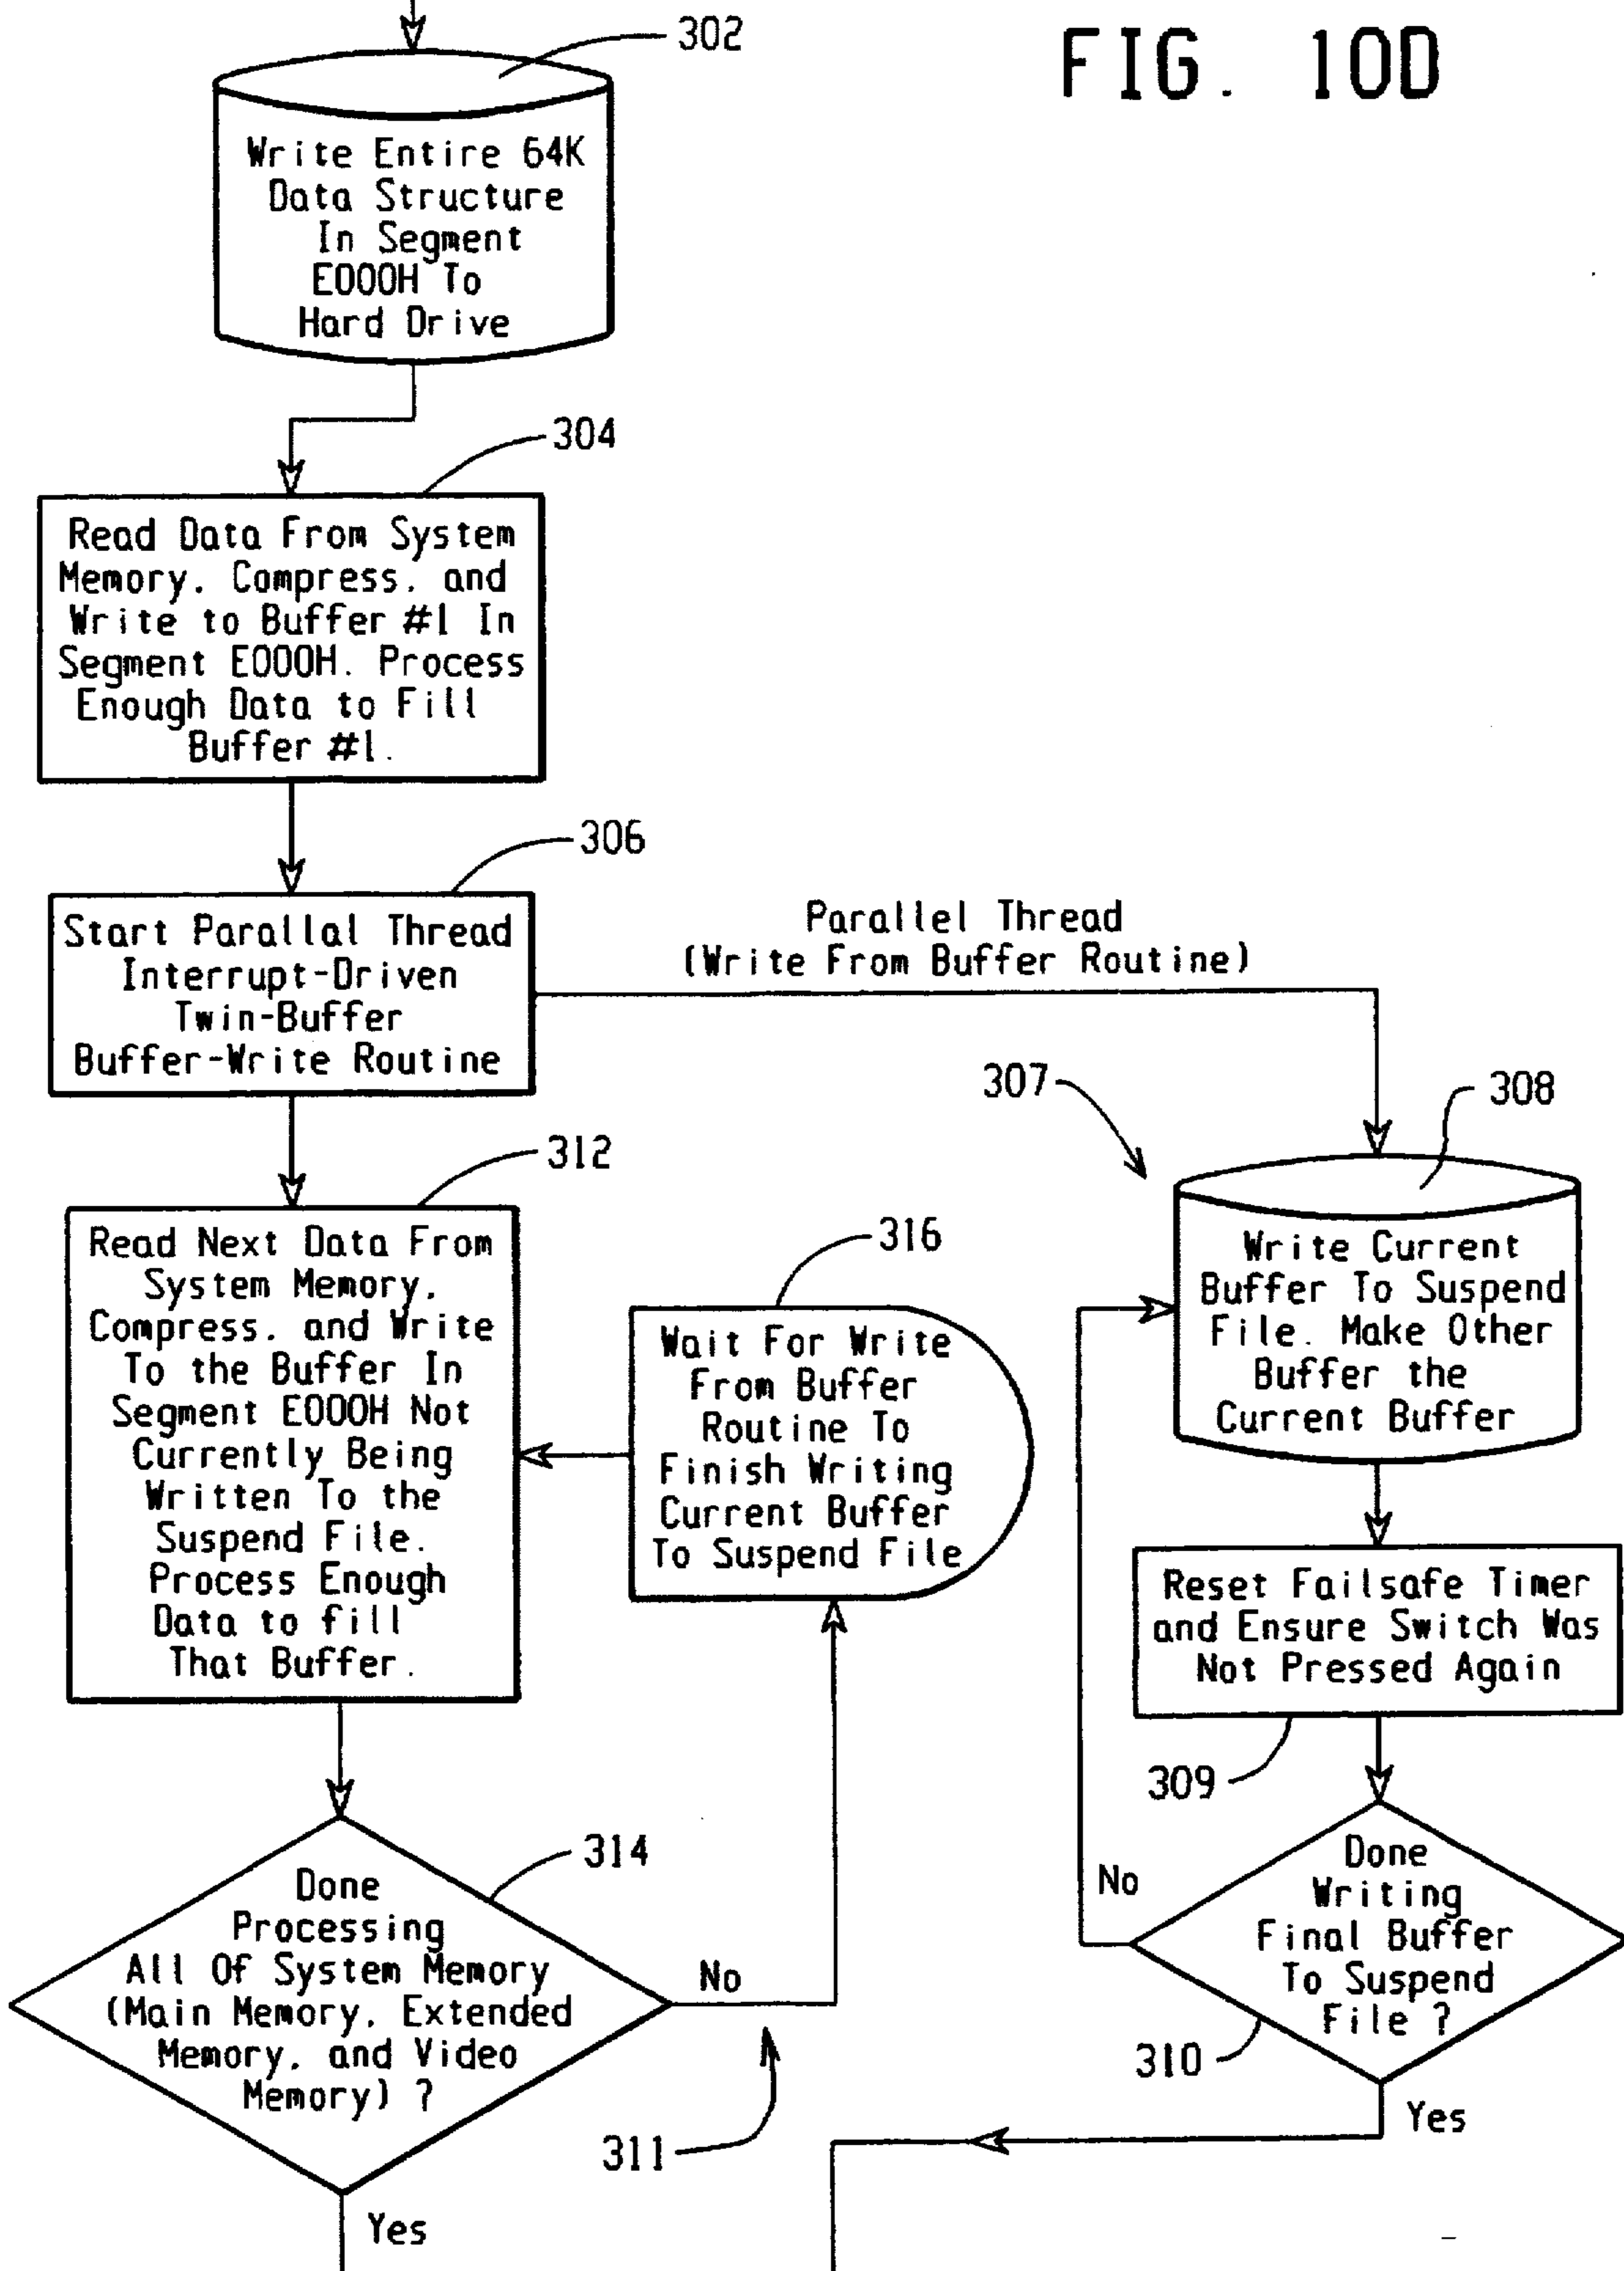 FIG. 10D
302
Write Entire 64K
Data Structure
In Segment
E000H To
Hard Drive
304
Read Data From System
Memory, Compress, and
Write to Buffer #1 In
Segment E000H. Process
Enough Data to Fill
Buffer #1.
306
Start Parallal Thread
Interrupt-Driven
Twin-Buffer
Buffer-Write Routine
Parallel Thread
(Write From Buffer Routine)
307
308
Write Current
Buffer To Suspend
File. Make Other
Buffer the
Current Buffer
312
Read Next Data From
System Memory,
Compress, and Write
To the Buffer In
Segment E000H Not
Currently Being
Written To the
Suspend File.
Process Enough
Data to fill
That Buffer.
316
Wait For Write
From Buffer
Routine To
Finish Writing
Current Buffer
To Suspend File
Reset Failsafe Timer
and Ensure Switch Was
Not Pressed Again
309
314
Done
Processing
All Of System Memory
(Main Memory, Extended
Memory, and Video
Memory) ?
No
311
Yes
Done
Writing
Final Buffer
To Suspend
File ?
No
310
Yes